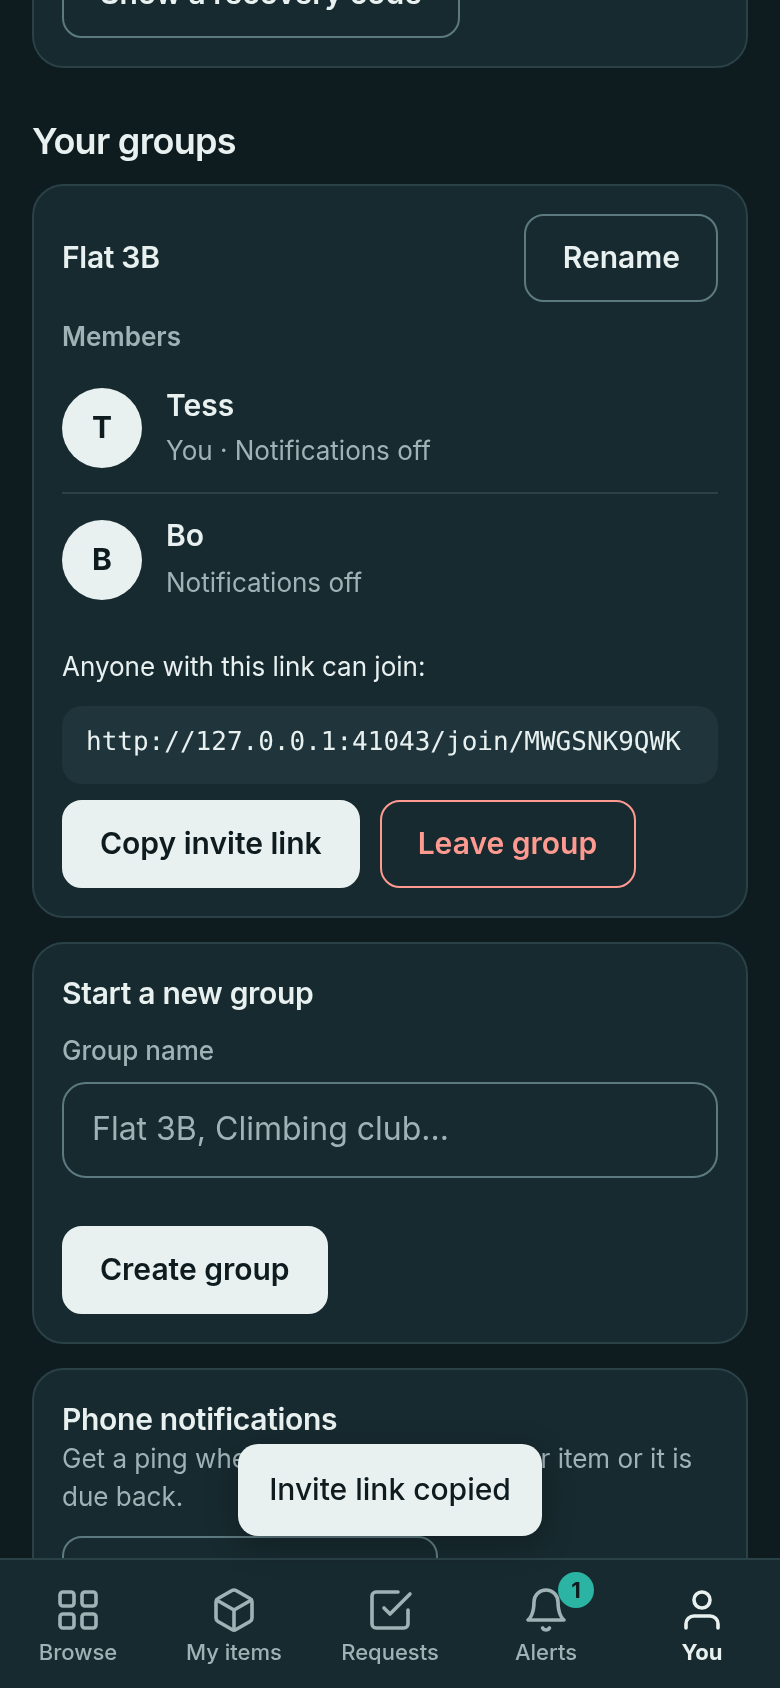 Show a recovery code
Your groups
Flat 3B
Rename
Members
T
Tess
You · Notifications off
B
Bo
Notifications off
Anyone with this link can join:
http://127.0.0.1:41043/join/MWGSNK9QWK
Copy invite link
Leave group
Start a new group
Group name
Flat 3B, Climbing club...
Create group
Phone notifications
Get a ping
item or it is
due back.
Invite link copied
1
Browse
My items
Requests
Alerts
You